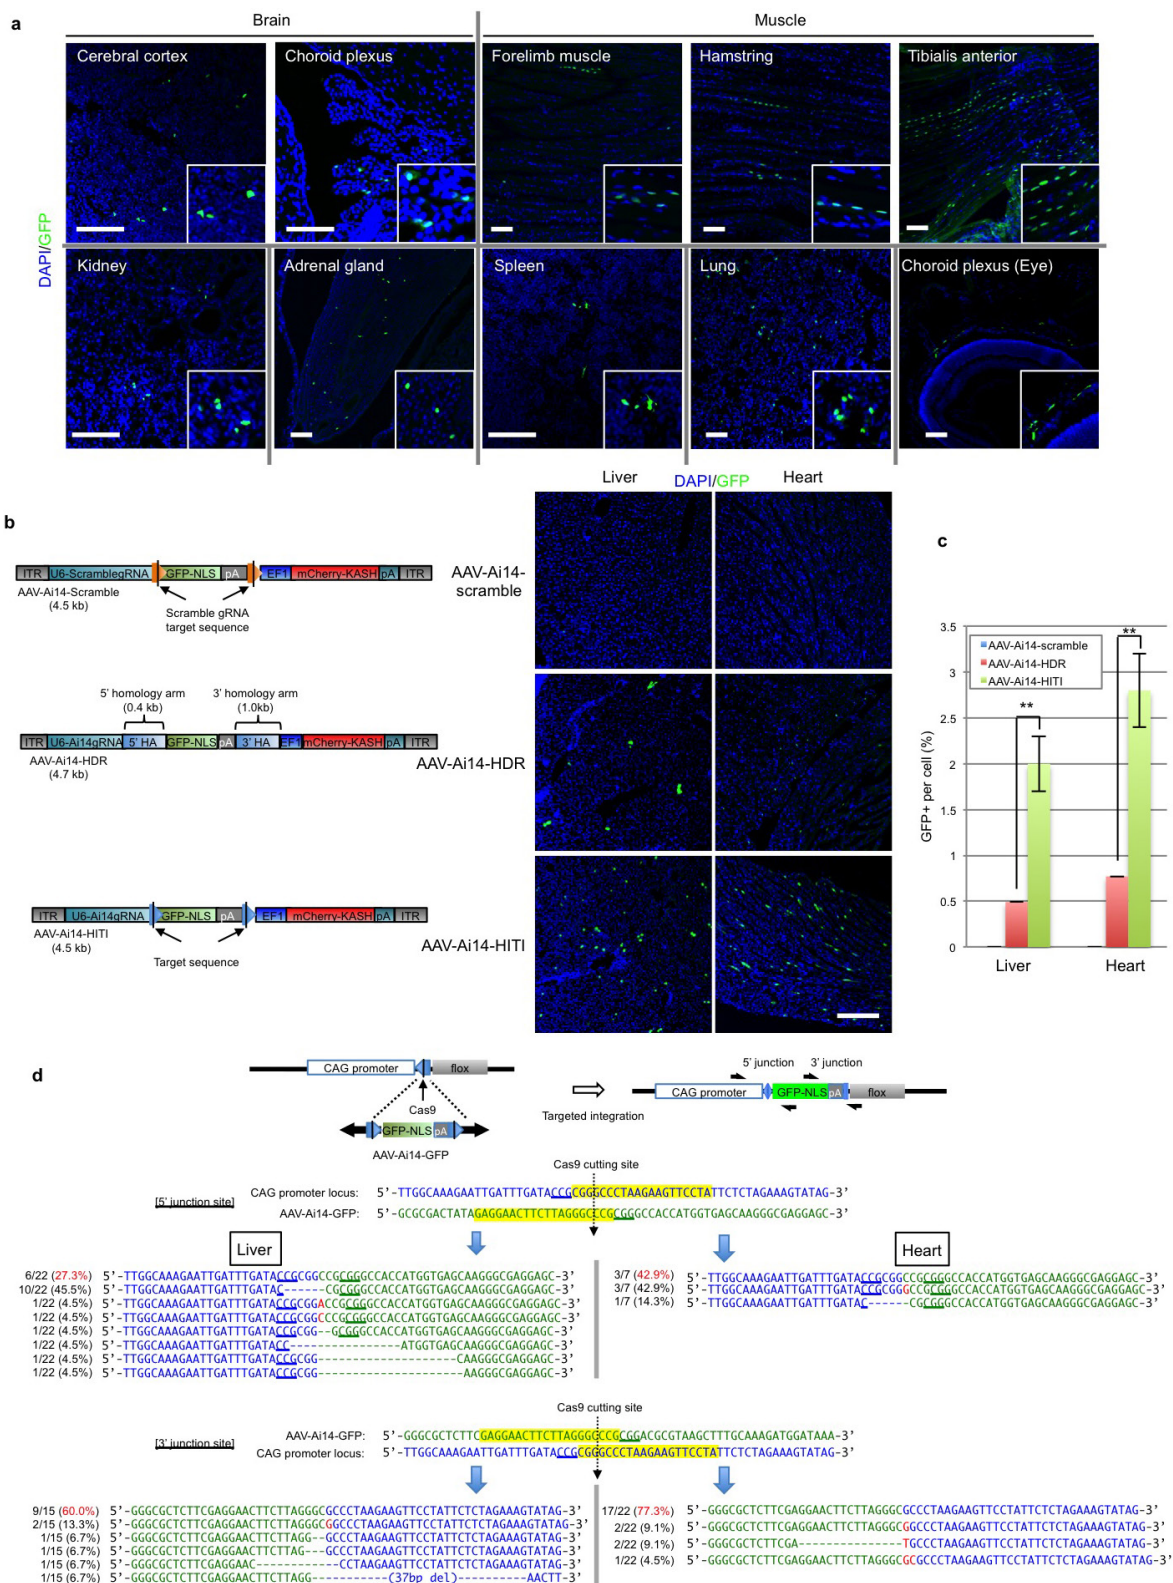 a
Brain
Muscle
Cerebral cortex
Choroid plexus
Forelimb muscle
Hamstring
Tibialis anterior
DAPI/GFP
Kidney
Adrenal gland
Spleen
Lung
Choroid plexus (Eye)
b
Liver
DAPI/GFP
Heart
ITR U6-ScramblegRNA GFP-NLS pA EF1 mCherry-KASH pA ITR
AAV-Ai14-Scramble
(4.5 kb)
Scramble gRNA
target sequence
AAV-Ai14-
scramble
5’ homology arm
(0.4 kb)
3’ homology arm
(1.0kb)
ITR U6-Ai14gRNA 5’ HA GFP-NLS pA 3’ HA EF1 mCherry-KASH pA ITR
AAV-Ai14-HDR
(4.7 kb)
AAV-Ai14-HDR
ITR U6-Ai14gRNA GFP-NLS pA EF1 mCherry-KASH pA ITR
AAV-Ai14-HITI
(4.5 kb)
Target sequence
AAV-Ai14-HITI
c
GFP+ per cell (%)
3.5
3
2.5
2
1.5
1
0.5
0
AAV-Ai14-scramble
AAV-Ai14-HDR
AAV-Ai14-HITI
**
**
Liver
Heart
d
CAG promoter
flox
Cas9
GFP-NLS pA
AAV-Ai14-GFP
Targeted integration
5’ junction
3’ junction
CAG promoter GFP-NLS pA flox
Cas9 cutting site
[5’ junction site]
CAG promoter locus: 5’-TTGGCAAAGAATTGATTTGATACCGCGGGCCCTAAGAAGTTCCTATTCTCTAGAAAGTATAG-3’
AAV-Ai14-GFP: 5’-GCGCGACTATAGAGGAACTTCTTAGGGCCCGCGGGCCACCATGGTGAGCAAGGGCGAGGAGC-3’
Liver
6/22 (27.3%) 5’-TTGGCAAAGAATTGATTTGATACCGCGGCCGCGGGCCACCATGGTGAGCAAGGGCGAGGAGC-3’
10/22 (45.5%) 5’-TTGGCAAAGAATTGATTTGATAC------CGCGGGCCACCATGGTGAGCAAGGGCGAGGAGC-3’
1/22 (4.5%) 5’-TTGGCAAAGAATTGATTTGATACCGCGGACCGCGGGCCACCATGGTGAGCAAGGGCGAGGAGC-3’
1/22 (4.5%) 5’-TTGGCAAAGAATTGATTTGATACCGCGGCCCGCGGGCCACCATGGTGAGCAAGGGCGAGGAGC-3’
1/22 (4.5%) 5’-TTGGCAAAGAATTGATTTGATACCGCGG--GCGGGCCACCATGGTGAGCAAGGGCGAGGAGC-3’
1/22 (4.5%) 5’-TTGGCAAAGAATTGATTTGATACC----------------ATGGTGAGCAAGGGCGAGGAGC-3’
1/22 (4.5%) 5’-TTGGCAAAGAATTGATTTGATACCGCGG--------------------CAAGGGCGAGGAGC-3’
1/22 (4.5%) 5’-TTGGCAAAGAATTGATTTGATACCGCGG---------------------AAGGGCGAGGAGC-3’
Heart
3/7 (42.9%) 5’-TTGGCAAAGAATTGATTTGATACCGCGGCCGCGGGCCACCATGGTGAGCAAGGGCGAGGAGC-3’
3/7 (42.9%) 5’-TTGGCAAAGAATTGATTTGATACCGCGGGCCGCGGGCCACCATGGTGAGCAAGGGCGAGGAGC-3’
1/7 (14.3%) 5’-TTGGCAAAGAATTGATTTGATAC------CGCGGGCCACCATGGTGAGCAAGGGCGAGGAGC-3’
Cas9 cutting site
[3’ junction site]
AAV-Ai14-GFP: 5’-GGGCGCTCTTCGAGGAACTTCTTAGGGCCCGCGGACGCGTAAGCTTTGCAAAGATGGATAAA-3’
CAG promoter locus: 5’-TTGGCAAAGAATTGATTTGATACCGCGGGCCCTAAGAAGTTCCTATTCTCTAGAAAGTATAG-3’
9/15 (60.0%) 5’-GGGCGCTCTTCGAGGAACTTCTTAGGGCGCCCTAAGAAGTTCCTATTCTCTAGAAAGTATAG-3’
2/15 (13.3%) 5’-GGGCGCTCTTCGAGGAACTTCTTAGGGCGGCCCTAAGAAGTTCCTATTCTCTAGAAAGTATAG-3’
1/15 (6.7%) 5’-GGGCGCTCTTCGAGGAACTTCTTAGGG--GCCCTAAGAAGTTCCTATTCTCTAGAAAGTATAG-3’
1/15 (6.7%) 5’-GGGCGCTCTTCGAGGAACTTCTTAG---GCCCTAAGAAGTTCCTATTCTCTAGAAAGTATAG-3’
1/15 (6.7%) 5’-GGGCGCTCTTCGAGGAAC------------CCTAAGAAGTTCCTATTCTCTAGAAAGTATAG-3’
1/15 (6.7%) 5’-GGGCGCTCTTCGAGGAACTTCTTAGG-----------(37bp del)----------AACTT-3’
17/22 (77.3%) 5’-GGGCGCTCTTCGAGGAACTTCTTAGGGCGCCCTAAGAAGTTCCTATTCTCTAGAAAGTATAG-3’
2/22 (9.1%) 5’-GGGCGCTCTTCGAGGAACTTCTTAGGGCGGCCCTAAGAAGTTCCTATTCTCTAGAAAGTATAG-3’
2/22 (9.1%) 5’-GGGCGCTCTTCGA---------------TGCCCTAAGAAGTTCCTATTCTCTAGAAAGTATAG-3’
1/22 (4.5%) 5’-GGGCGCTCTTCGAGGAACTTCTTAGGGCGCGCCCTAAGAAGTTCCTATTCTCTAGAAAGTATAG-3’